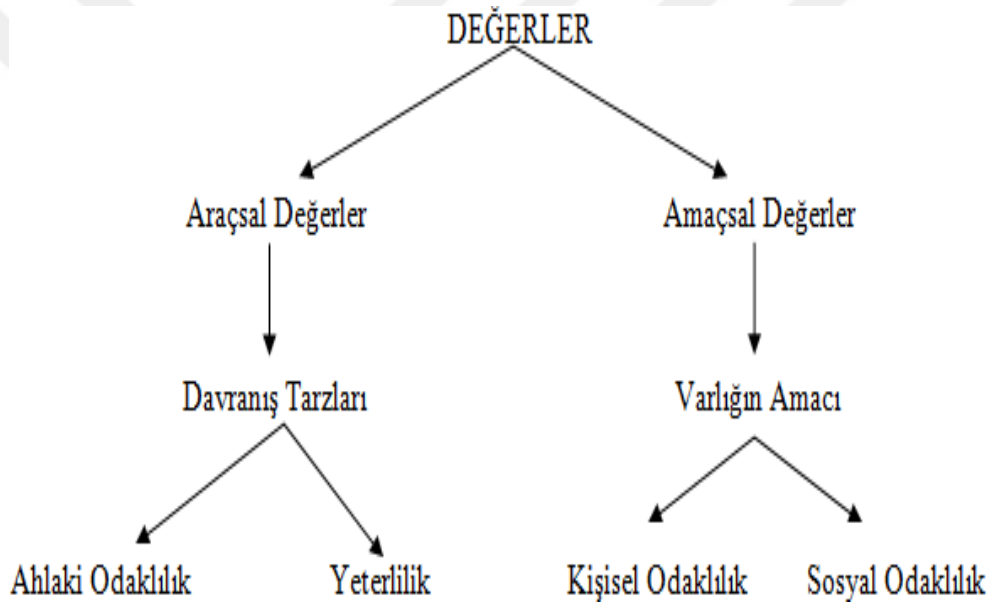 DEĞERLER
Araçsal Değerler
Amaçsal Değerler
Davranış Tarzları
Varlığın Amacı
Ahlaki Odaklılık
Yeterlilik
Kişisel Odaklılık
Sosyal Odaklılık